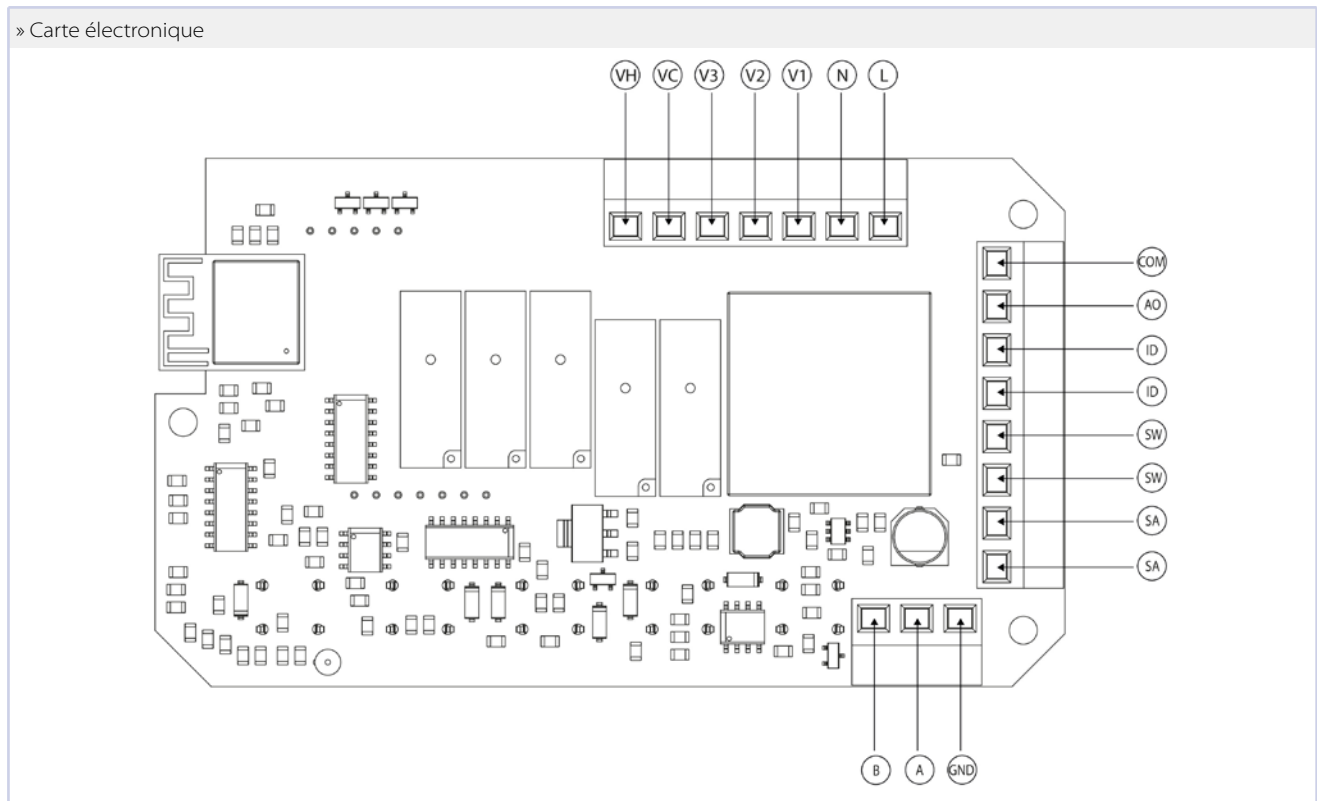 » Carte électronique
VH VC V3 V2 V1 N L
COM
AO
ID
ID
SW
SW
SA
SA
B A GND